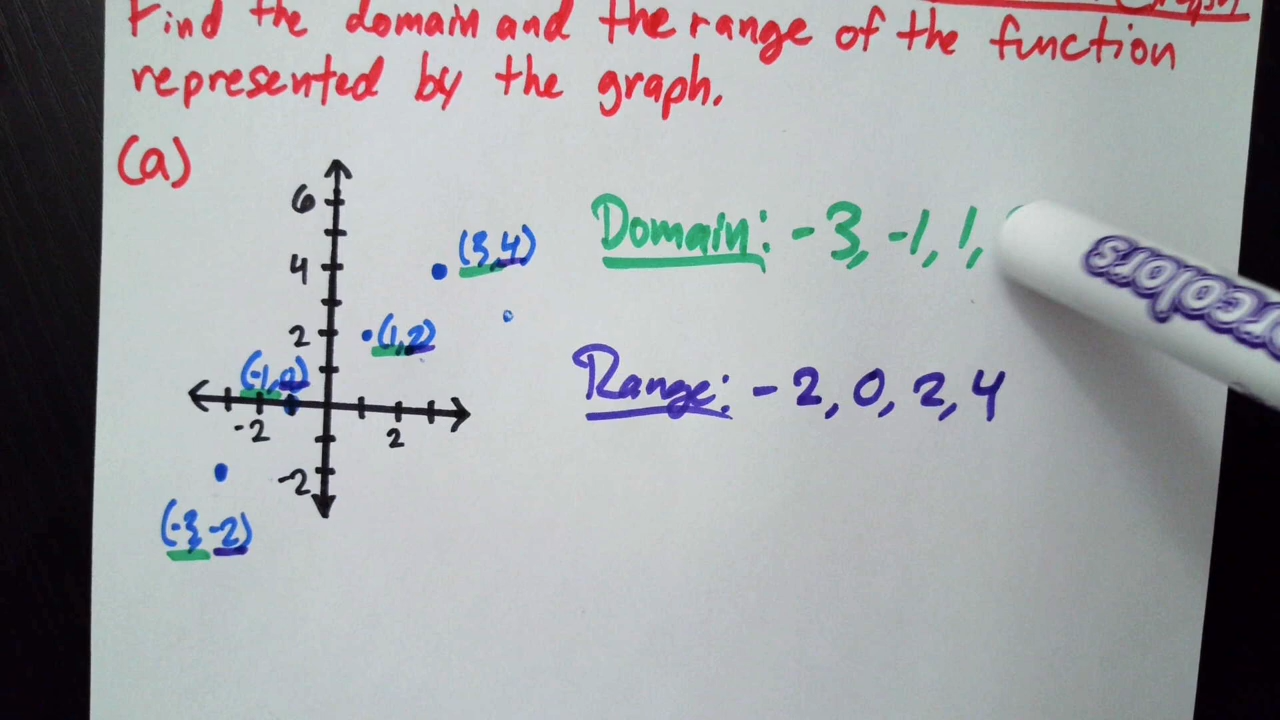 Find the domain and the range of the function
represented by the graph.
(a)
6
4
(3,4)
2
(1,2)
(-1,0)
-2
2
-2
(-3,-2)
Domain: -3, -1, 1,
Range: -2, 0, 2, 4